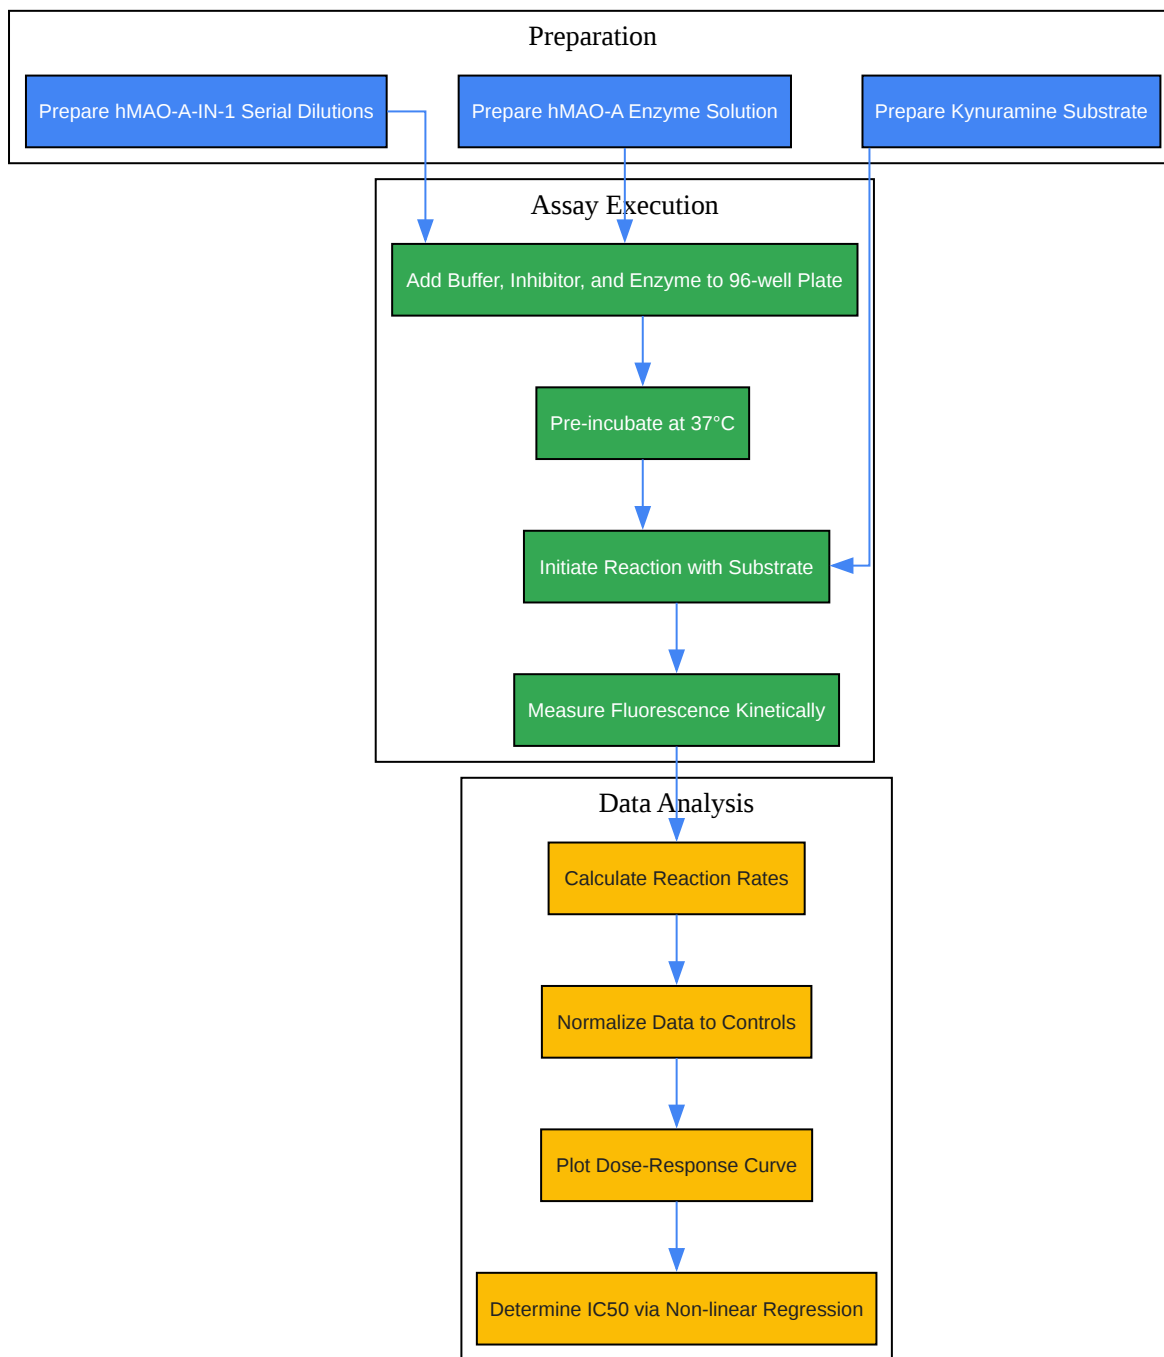 Preparation
Prepare hMAO-A-IN-1 Serial Dilutions
Prepare hMAO-A Enzyme Solution
Prepare Kynuramine Substrate
Assay Execution
Add Buffer, Inhibitor, and Enzyme to 96-well Plate
Pre-incubate at 37°C
Initiate Reaction with Substrate
Measure Fluorescence Kinetically
Data Analysis
Calculate Reaction Rates
Normalize Data to Controls
Plot Dose-Response Curve
Determine IC50 via Non-linear Regression